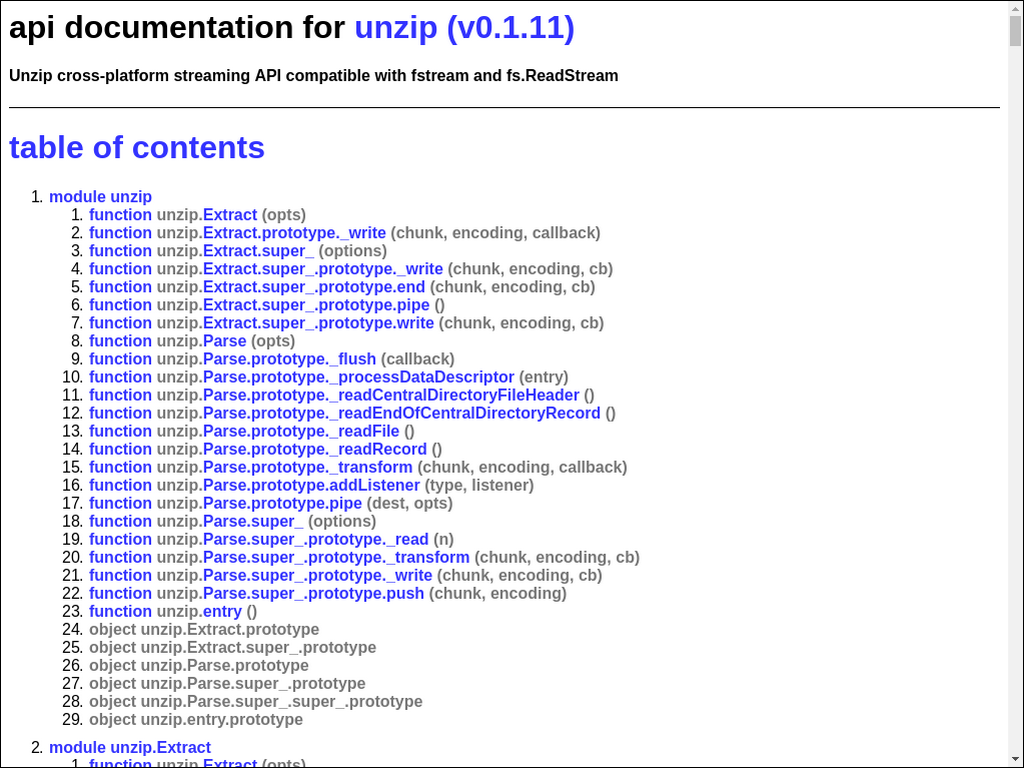 api documentation for unzip (v0.1.11)
Unzip cross-platform streaming API compatible with fstream and fs.ReadStream
table of contents
1. module unzip
1. function unzip.Extract (opts)
2. function unzip.Extract.prototype._write (chunk, encoding, callback)
3. function unzip.Extract.super_ (options)
4. function unzip.Extract.super_.prototype._write (chunk, encoding, cb)
5. function unzip.Extract.super_.prototype.end (chunk, encoding, cb)
6. function unzip.Extract.super_.prototype.pipe ()
7. function unzip.Extract.super_.prototype.write (chunk, encoding, cb)
8. function unzip.Parse (opts)
9. function unzip.Parse.prototype._flush (callback)
10. function unzip.Parse.prototype._processDataDescriptor (entry)
11. function unzip.Parse.prototype._readCentralDirectoryFileHeader ()
12. function unzip.Parse.prototype._readEndOfCentralDirectoryRecord ()
13. function unzip.Parse.prototype._readFile ()
14. function unzip.Parse.prototype._readRecord ()
15. function unzip.Parse.prototype._transform (chunk, encoding, callback)
16. function unzip.Parse.prototype.addListener (type, listener)
17. function unzip.Parse.prototype.pipe (dest, opts)
18. function unzip.Parse.super_ (options)
19. function unzip.Parse.super_.prototype._read (n)
20. function unzip.Parse.super_.prototype._transform (chunk, encoding, cb)
21. function unzip.Parse.super_.prototype._write (chunk, encoding, cb)
22. function unzip.Parse.super_.prototype.push (chunk, encoding)
23. function unzip.entry ()
24. object unzip.Extract.prototype
25. object unzip.Extract.super_.prototype
26. object unzip.Parse.prototype
27. object unzip.Parse.super_.prototype
28. object unzip.Parse.super_.super_.prototype
29. object unzip.entry.prototype
2. module unzip.Extract
1. function unzip.Extract (opts)